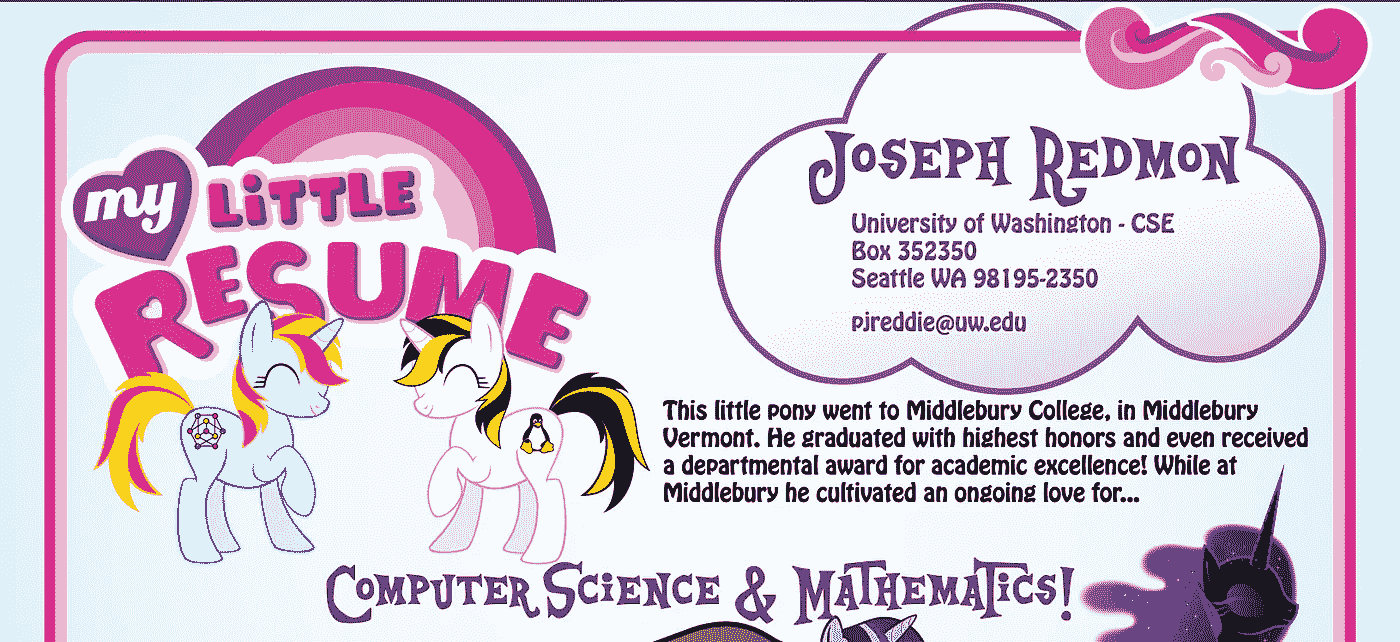 my LiTTLE
RESUME
JOSEPH REDMON
University of Washington - CSE
Box 352350
Seattle WA 98195-2350
pjreddie@uw.edu
This little pony went to Middlebury College, in Middlebury
Vermont. He graduated with highest honors and even received
a departmental award for academic excellence! While at
Middlebury he cultivated an ongoing love for...
COMPUTER SCiENCE & MATHEMATiCS!